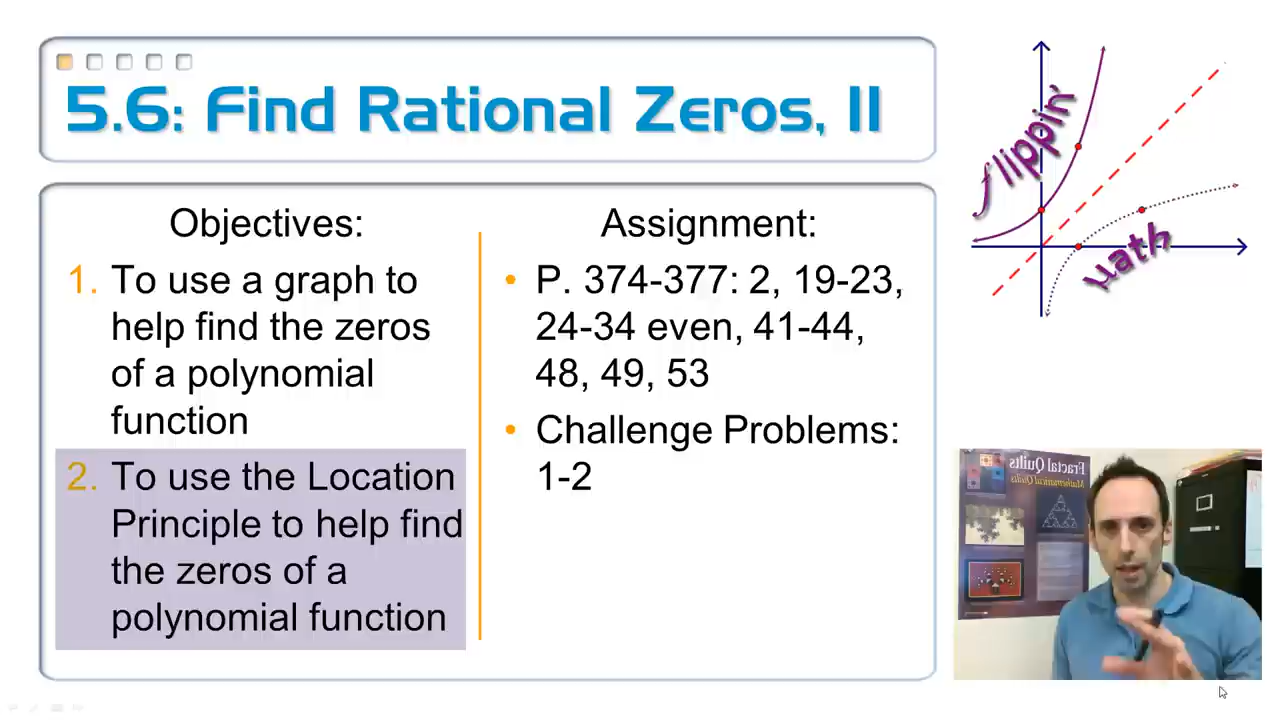 5.6: Find Rational Zeros, II
Objectives:
1. To use a graph to
help find the zeros
of a polynomial
function
2. To use the Location
Principle to help find
the zeros of a
polynomial function
Assignment:
• P. 374-377: 2, 19-23,
24-34 even, 41-44,
48, 49, 53
• Challenge Problems:
1-2
flippin'
math
Fractal Quilts
Mathematical Quilts